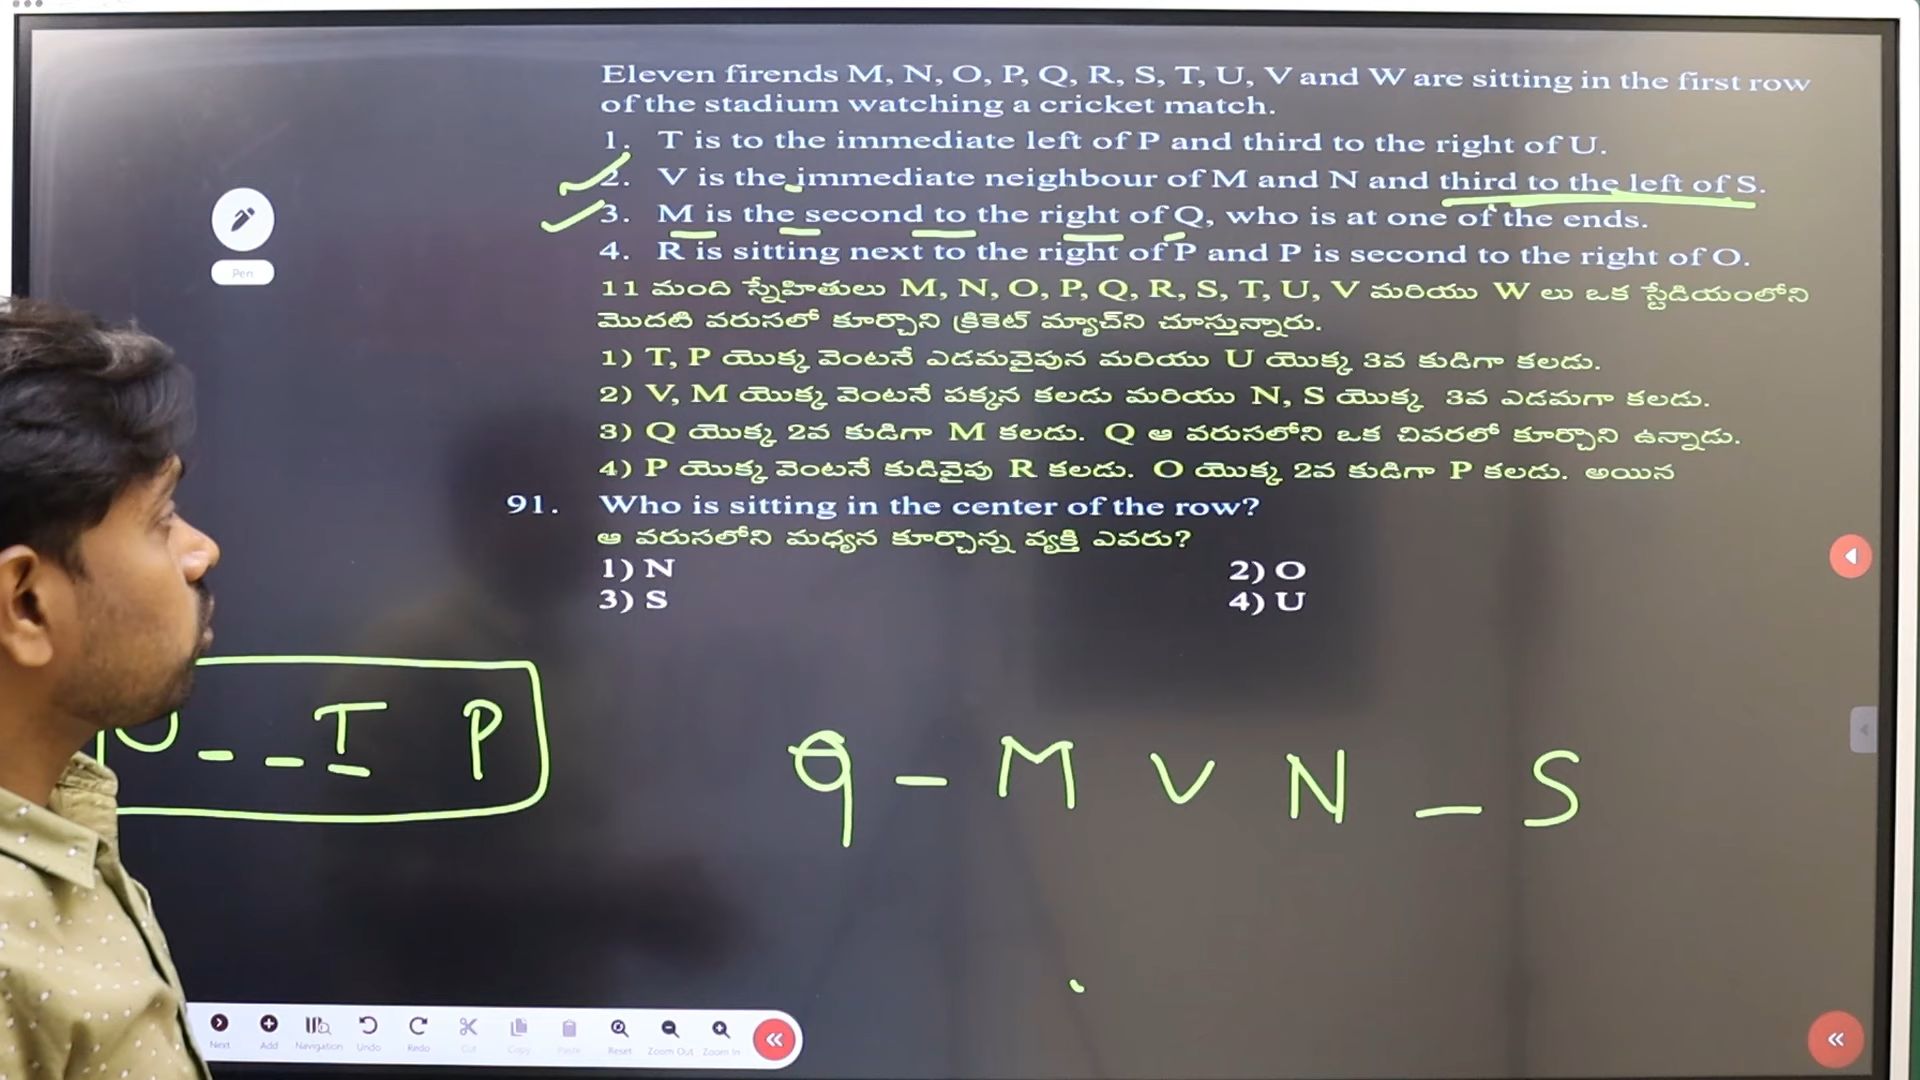 Eleven firends M, N, O, P, Q, R, S, T, U, V and W are sitting in the first row
of the stadium watching a cricket match.
1. T is to the immediate left of P and third to the right of U.
2. V is the immediate neighbour of M and N and third to the left of S.
3. M is the second to the right of Q, who is at one of the ends.
4. R is sitting next to the right of P and P is second to the right of O.
11 మంది స్నేహితులు M, N, O, P, Q, R, S, T, U, V మరియు W లు ఒక స్టేడియంలోని
మొదటి వరుసలో కూర్చొని క్రికెట్ మ్యాచ్‌ని చూస్తున్నారు.
1) T, P యొక్క వెంటనే ఎడమవైపున మరియు U యొక్క 3వ కుడిగా కలదు.
2) V, M యొక్క వెంటనే పక్కన కలదు మరియు N, S యొక్క 3వ ఎడమగా కలదు.
3) Q యొక్క 2వ కుడిగా M కలదు. Q ఆ వరుసలోని ఒక చివరలో కూర్చొని ఉన్నాడు.
4) P యొక్క వెంటనే కుడివైపు R కలదు. O యొక్క 2వ కుడిగా P కలదు. అయిన
91. Who is sitting in the center of the row?
ఆ వరుసలోని మధ్యన కూర్చొన్న వ్యక్తి ఎవరు?
1) N 2) O
3) S 4) U
Pen
U _ _ T P
Q _ M V N _ S
Next Add Navigation Undo Redo Cut Copy Paste Reset Zoom Out Zoom In